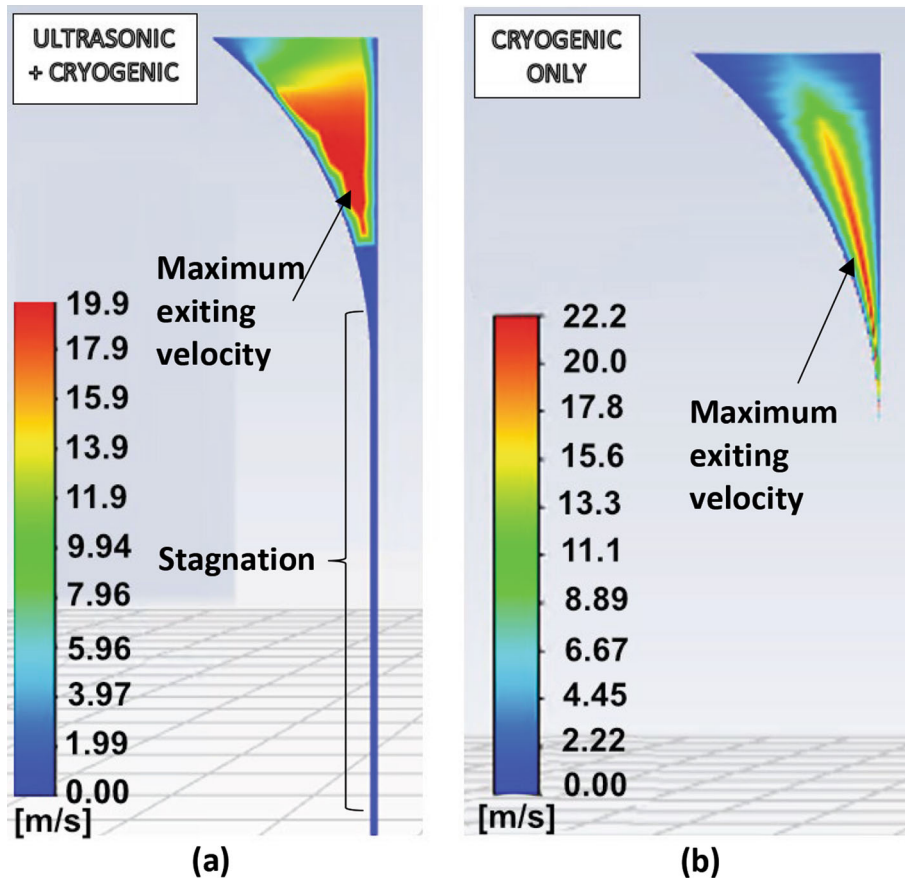 ULTRASONIC
+ CRYOGENIC
Maximum
exiting
velocity
19.9
17.9
15.9
13.9
11.9
9.94
7.96
5.96
3.97
1.99
0.00
[m/s]
Stagnation
(a)
CRYOGENIC
ONLY
22.2
20.0
17.8
15.6
13.3
11.1
8.89
6.67
4.45
2.22
0.00
[m/s]
Maximum
exiting
velocity
(b)